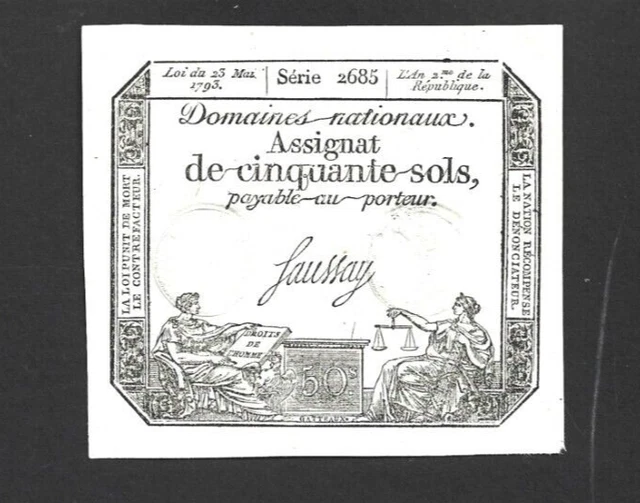 Loi du 23 Mai
1793.
Série 2685
L'An 2.me de la
République.
Domaines nationaux.
Assignat
de cinquante sols,
payable au porteur.
LA LOI PUNIT DE MORT
LE CONTREFACTEUR.
LA NATION RÉCOMPENSE
LE DÉNONCIATEUR.
Saussay
DROITS
DE
L'HOMME
50s
GATTEAUX